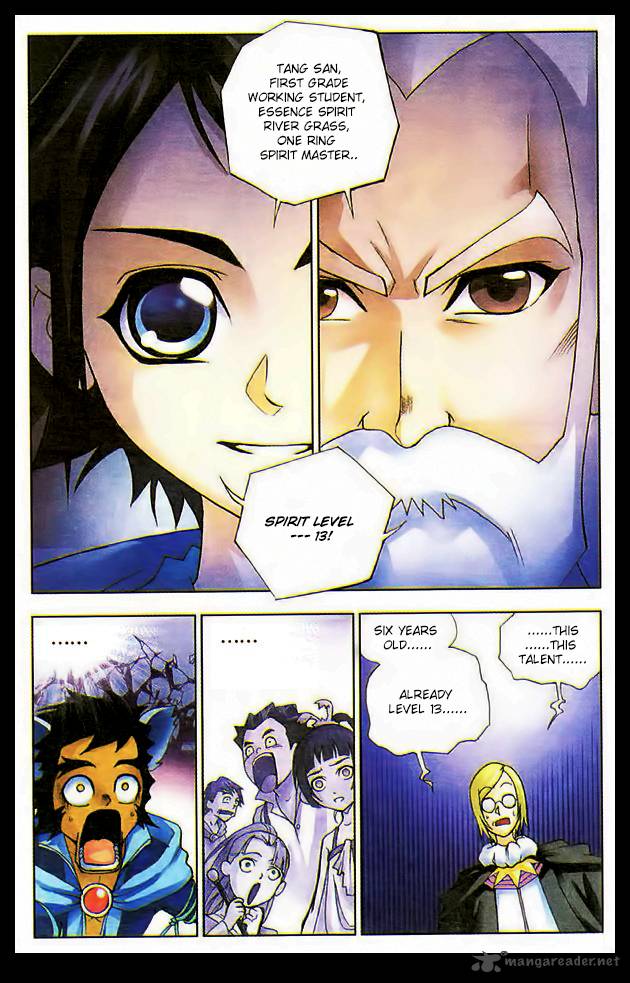 TANG SAN,
FIRST GRADE
WORKING STUDENT,
ESSENCE SPIRIT
RIVER GRASS,
ONE RING
SPIRIT MASTER..
SPIRIT LEVEL
--- 13!
......
......
SIX YEARS
OLD......
ALREADY
LEVEL 13......
......THIS
......THIS
TALENT......
mangareader.net